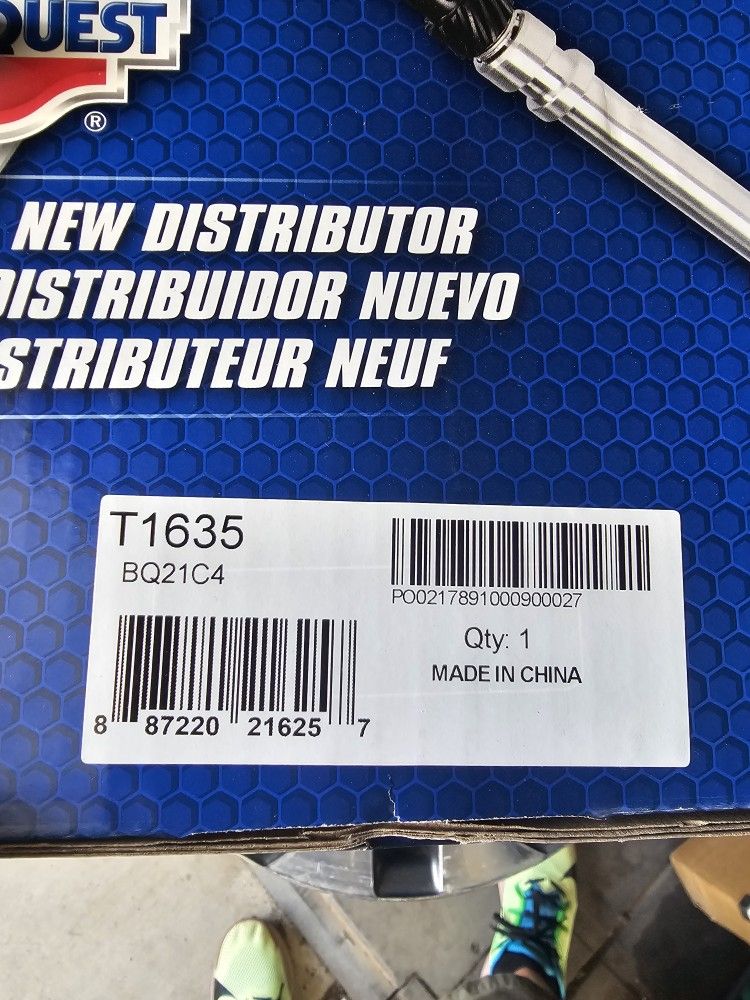 QUEST
®
NEW DISTRIBUTOR
DISTRIBUIDOR NUEVO
STRIBUTEUR NEUF
T1635
BQ21C4
PO0217891000900027
Qty: 1
MADE IN CHINA
8 87220 21625 7